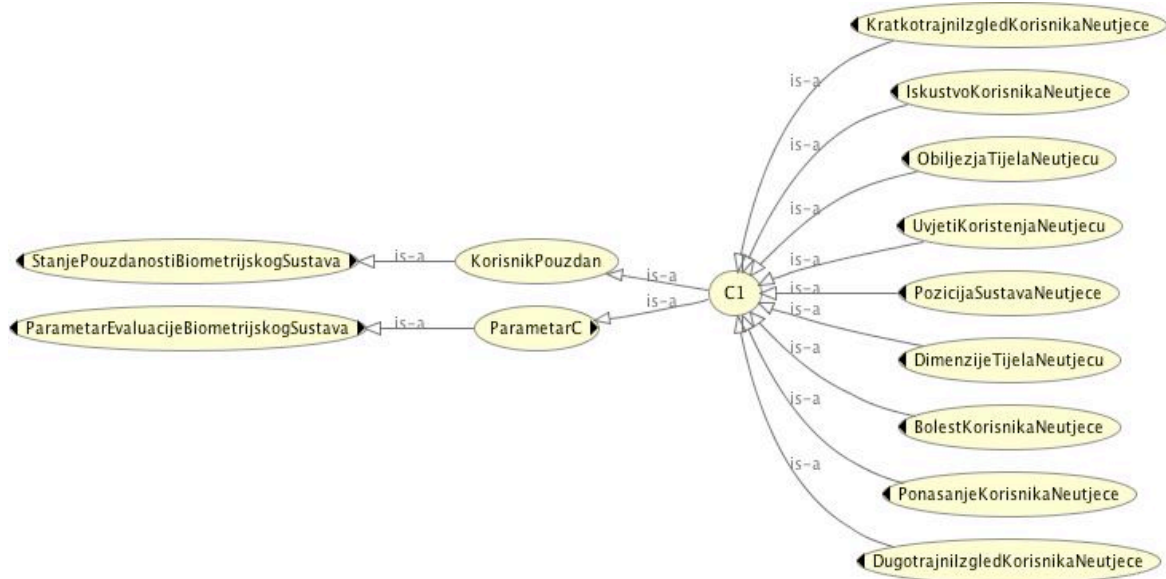 KratkotrajniIzgledKorisnikaNeutjece
is-a
IskustvoKorisnikaNeutjece
is-a
ObiljezjaTijelaNeutjecu
is-a
UvjetiKoristenjaNeutjecu
is-a
StanjePouzdanostiBiometrijskogSustava
is-a
KorisnikPouzdan
is-a
C1
is-a
PozicijaSustavaNeutjece
ParametarEvaluacijeBiometrijskogSustava
is-a
ParametarC
is-a
is-a
DimenzijeTijelaNeutjecu
is-a
BolestKorisnikaNeutjece
is-a
PonasanjeKorisnikaNeutjece
is-a
DugotrajniIzgledKorisnikaNeutjece